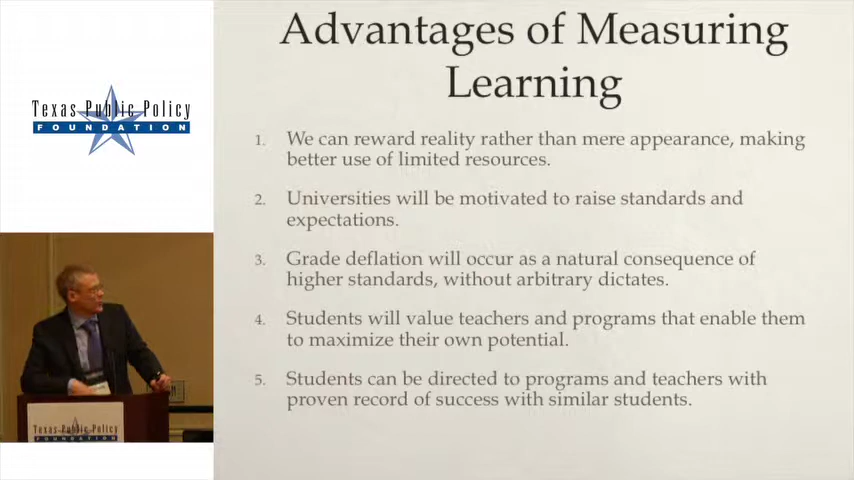 Advantages of Measuring
Learning
Texas Public Policy
FOUNDATION
1. We can reward reality rather than mere appearance, making
better use of limited resources.
2. Universities will be motivated to raise standards and
expectations.
3. Grade deflation will occur as a natural consequence of
higher standards, without arbitrary dictates.
4. Students will value teachers and programs that enable them
to maximize their own potential.
5. Students can be directed to programs and teachers with
proven record of success with similar students.
Texas Public Policy
FOUNDATION